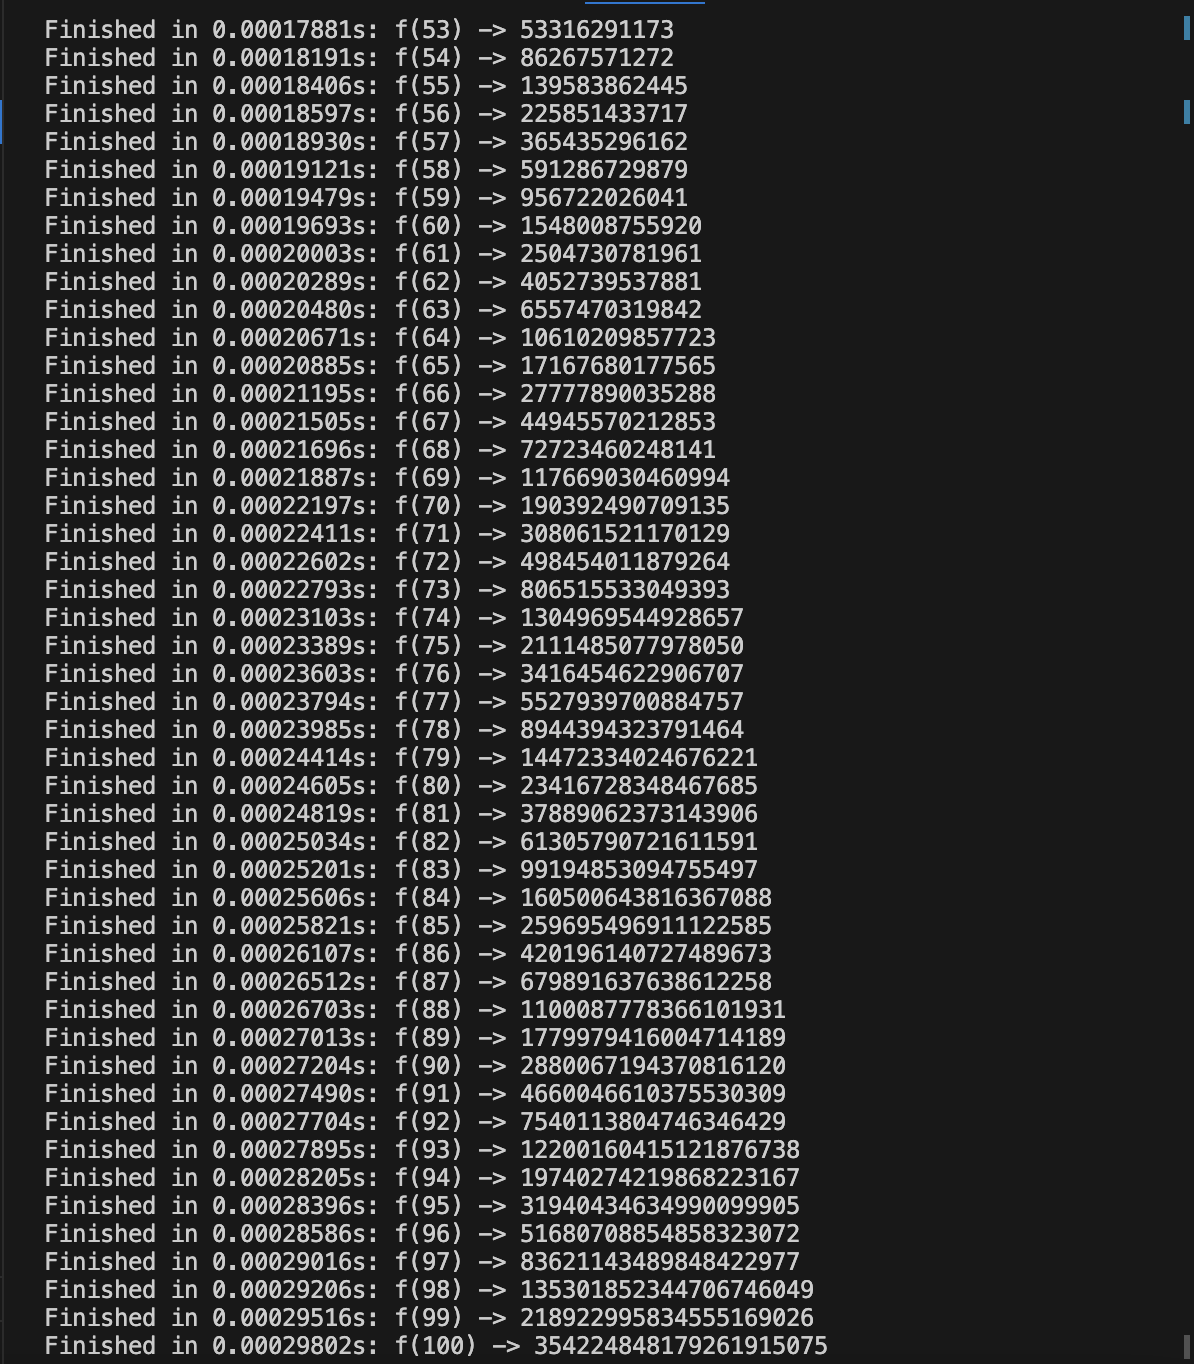 Finished in 0.00017881s: f(53) -> 53316291173
Finished in 0.00018191s: f(54) -> 86267571272
Finished in 0.00018406s: f(55) -> 139583862445
Finished in 0.00018597s: f(56) -> 225851433717
Finished in 0.00018930s: f(57) -> 365435296162
Finished in 0.00019121s: f(58) -> 591286729879
Finished in 0.00019479s: f(59) -> 956722026041
Finished in 0.00019693s: f(60) -> 1548008755920
Finished in 0.00020003s: f(61) -> 2504730781961
Finished in 0.00020289s: f(62) -> 4052739537881
Finished in 0.00020480s: f(63) -> 6557470319842
Finished in 0.00020671s: f(64) -> 10610209857723
Finished in 0.00020885s: f(65) -> 17167680177565
Finished in 0.00021195s: f(66) -> 27777890035288
Finished in 0.00021505s: f(67) -> 44945570212853
Finished in 0.00021696s: f(68) -> 72723460248141
Finished in 0.00021887s: f(69) -> 117669030460994
Finished in 0.00022197s: f(70) -> 190392490709135
Finished in 0.00022411s: f(71) -> 308061521170129
Finished in 0.00022602s: f(72) -> 498454011879264
Finished in 0.00022793s: f(73) -> 806515533049393
Finished in 0.00023103s: f(74) -> 1304969544928657
Finished in 0.00023389s: f(75) -> 2111485077978050
Finished in 0.00023603s: f(76) -> 3416454622906707
Finished in 0.00023794s: f(77) -> 5527939700884757
Finished in 0.00023985s: f(78) -> 8944394323791464
Finished in 0.00024414s: f(79) -> 14472334024676221
Finished in 0.00024605s: f(80) -> 23416728348467685
Finished in 0.00024819s: f(81) -> 37889062373143906
Finished in 0.00025034s: f(82) -> 61305790721611591
Finished in 0.00025201s: f(83) -> 99194853094755497
Finished in 0.00025606s: f(84) -> 160500643816367088
Finished in 0.00025821s: f(85) -> 259695496911122585
Finished in 0.00026107s: f(86) -> 420196140727489673
Finished in 0.00026512s: f(87) -> 679891637638612258
Finished in 0.00026703s: f(88) -> 1100087778366101931
Finished in 0.00027013s: f(89) -> 1779979416004714189
Finished in 0.00027204s: f(90) -> 2880067194370816120
Finished in 0.00027490s: f(91) -> 4660046610375530309
Finished in 0.00027704s: f(92) -> 7540113804746346429
Finished in 0.00027895s: f(93) -> 12200160415121876738
Finished in 0.00028205s: f(94) -> 19740274219868223167
Finished in 0.00028396s: f(95) -> 31940434634990099905
Finished in 0.00028586s: f(96) -> 51680708854858323072
Finished in 0.00029016s: f(97) -> 83621143489848422977
Finished in 0.00029206s: f(98) -> 135301852344706746049
Finished in 0.00029516s: f(99) -> 218922995834555169026
Finished in 0.00029802s: f(100) -> 354224848179261915075